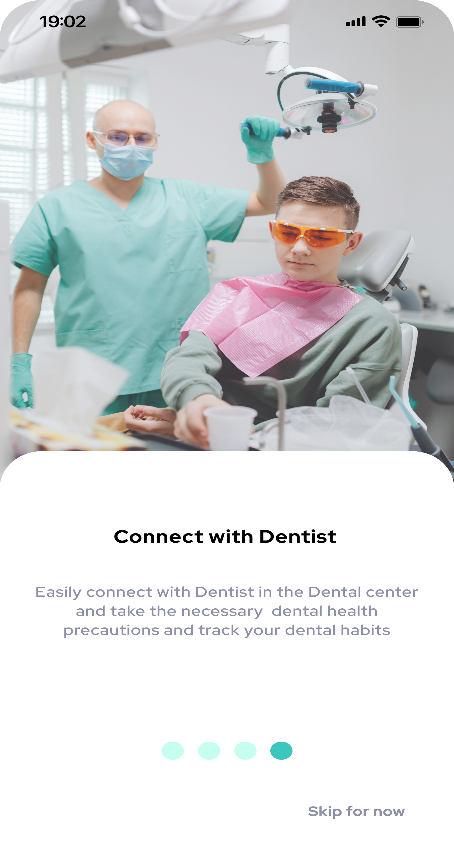 19:02
Connect with Dentist
Easily connect with Dentist in the Dental center
and take the necessary  dental health
precautions and track your dental habits
Skip for now